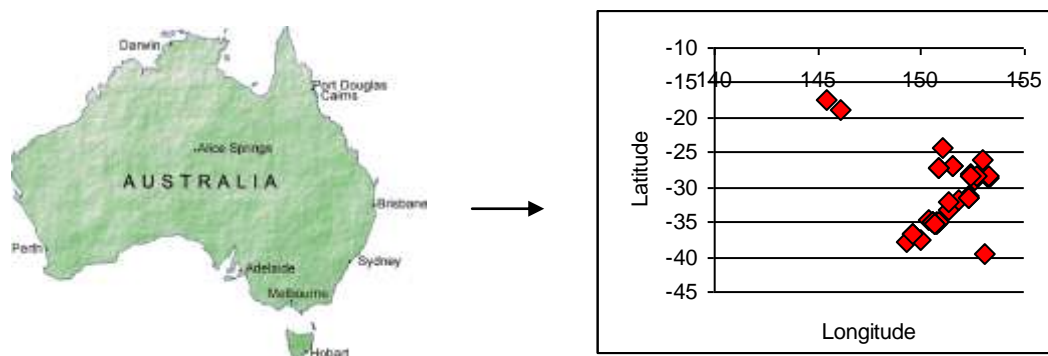 Darwin
Port Douglas
Cairns
Alice Springs
AUSTRALIA
Brisbane
Perth
Adelaide
Sydney
Melbourne
Hobart
-10
-15
-20
-25
-30
-35
-40
-45
140 145 150 155
Latitude
Longitude